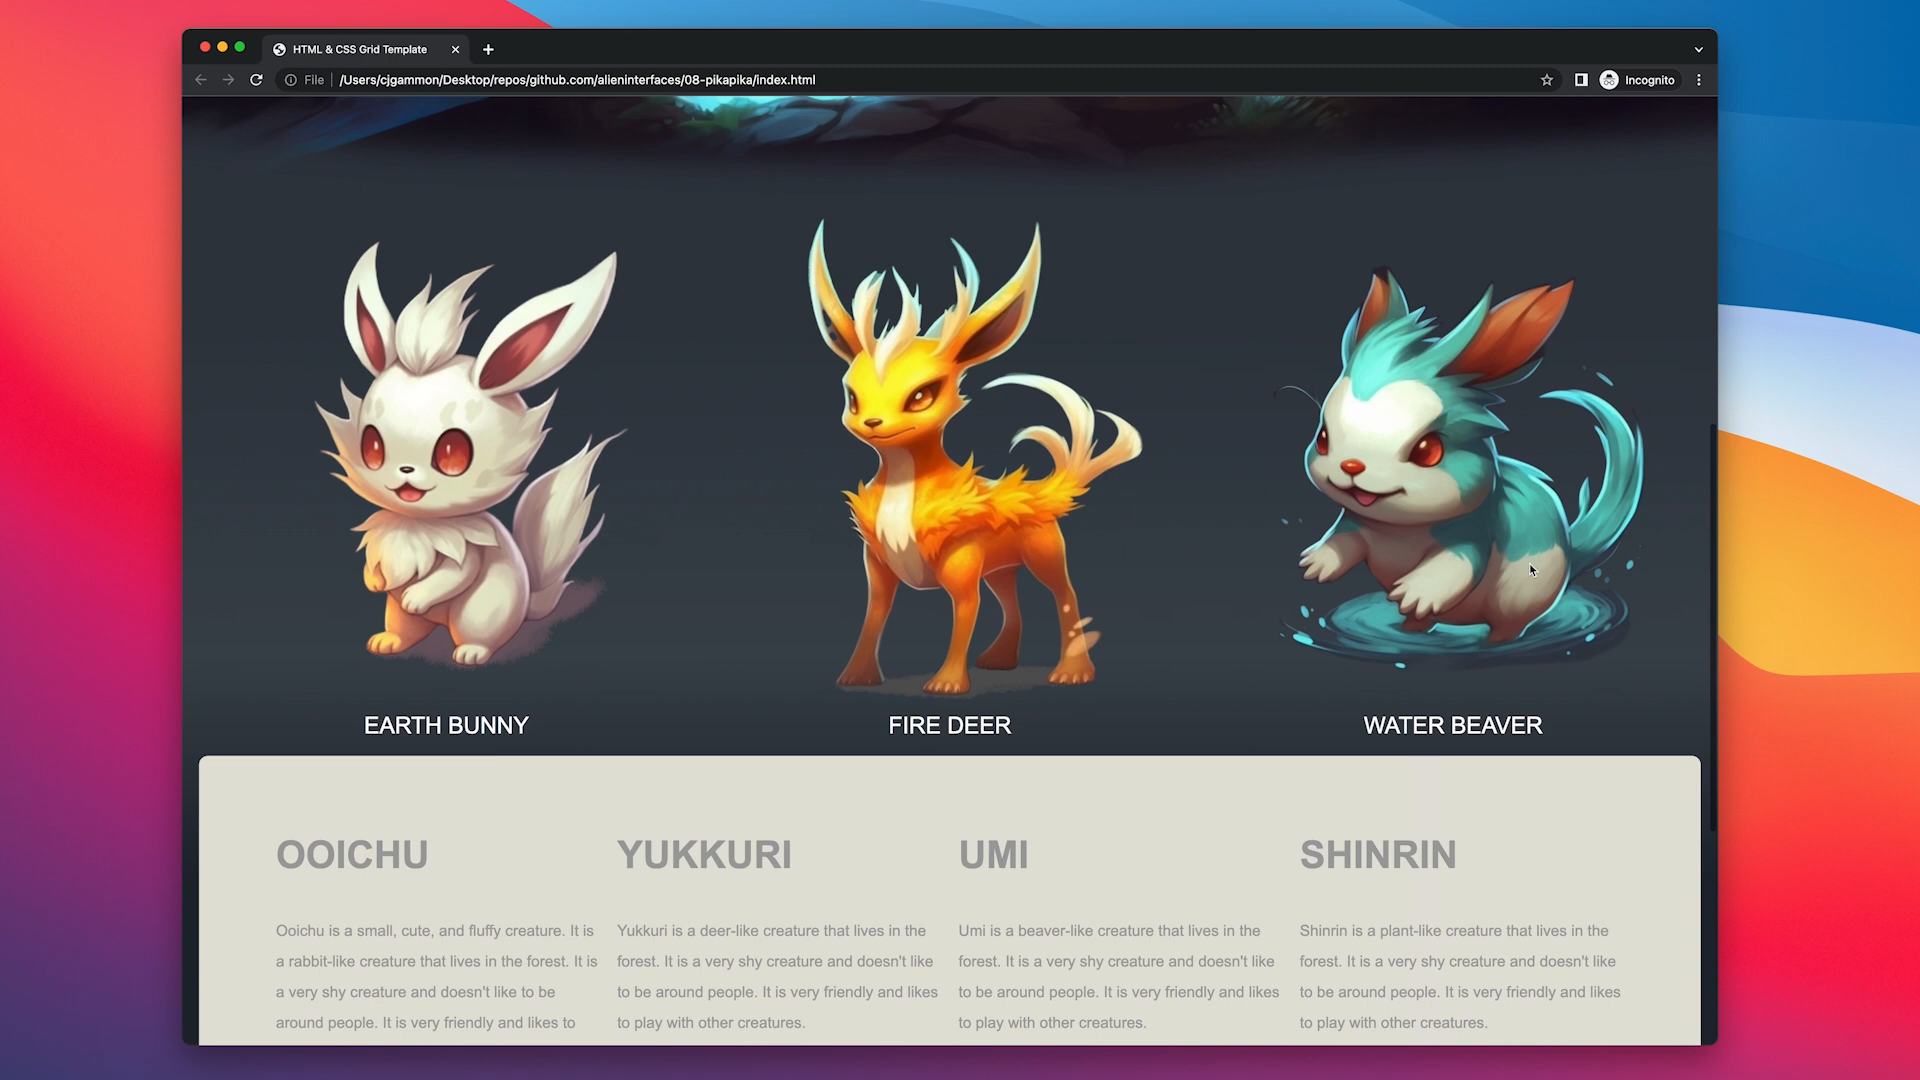 HTML & CSS Grid Template
File /Users/cjgammon/Desktop/repos/github.com/alieninterfaces/08-pikapika/index.html
Incognito
EARTH BUNNY
FIRE DEER
WATER BEAVER
OOICHU
Ooichu is a small, cute, and fluffy creature. It is
a rabbit-like creature that lives in the forest. It is
a very shy creature and doesn't like to be
around people. It is very friendly and likes to
YUKKURI
Yukkuri is a deer-like creature that lives in the
forest. It is a very shy creature and doesn't like
to be around people. It is very friendly and likes
to play with other creatures.
UMI
Umi is a beaver-like creature that lives in the
forest. It is a very shy creature and doesn't like
to be around people. It is very friendly and likes
to play with other creatures.
SHINRIN
Shinrin is a plant-like creature that lives in the
forest. It is a very shy creature and doesn't like
to be around people. It is very friendly and likes
to play with other creatures.